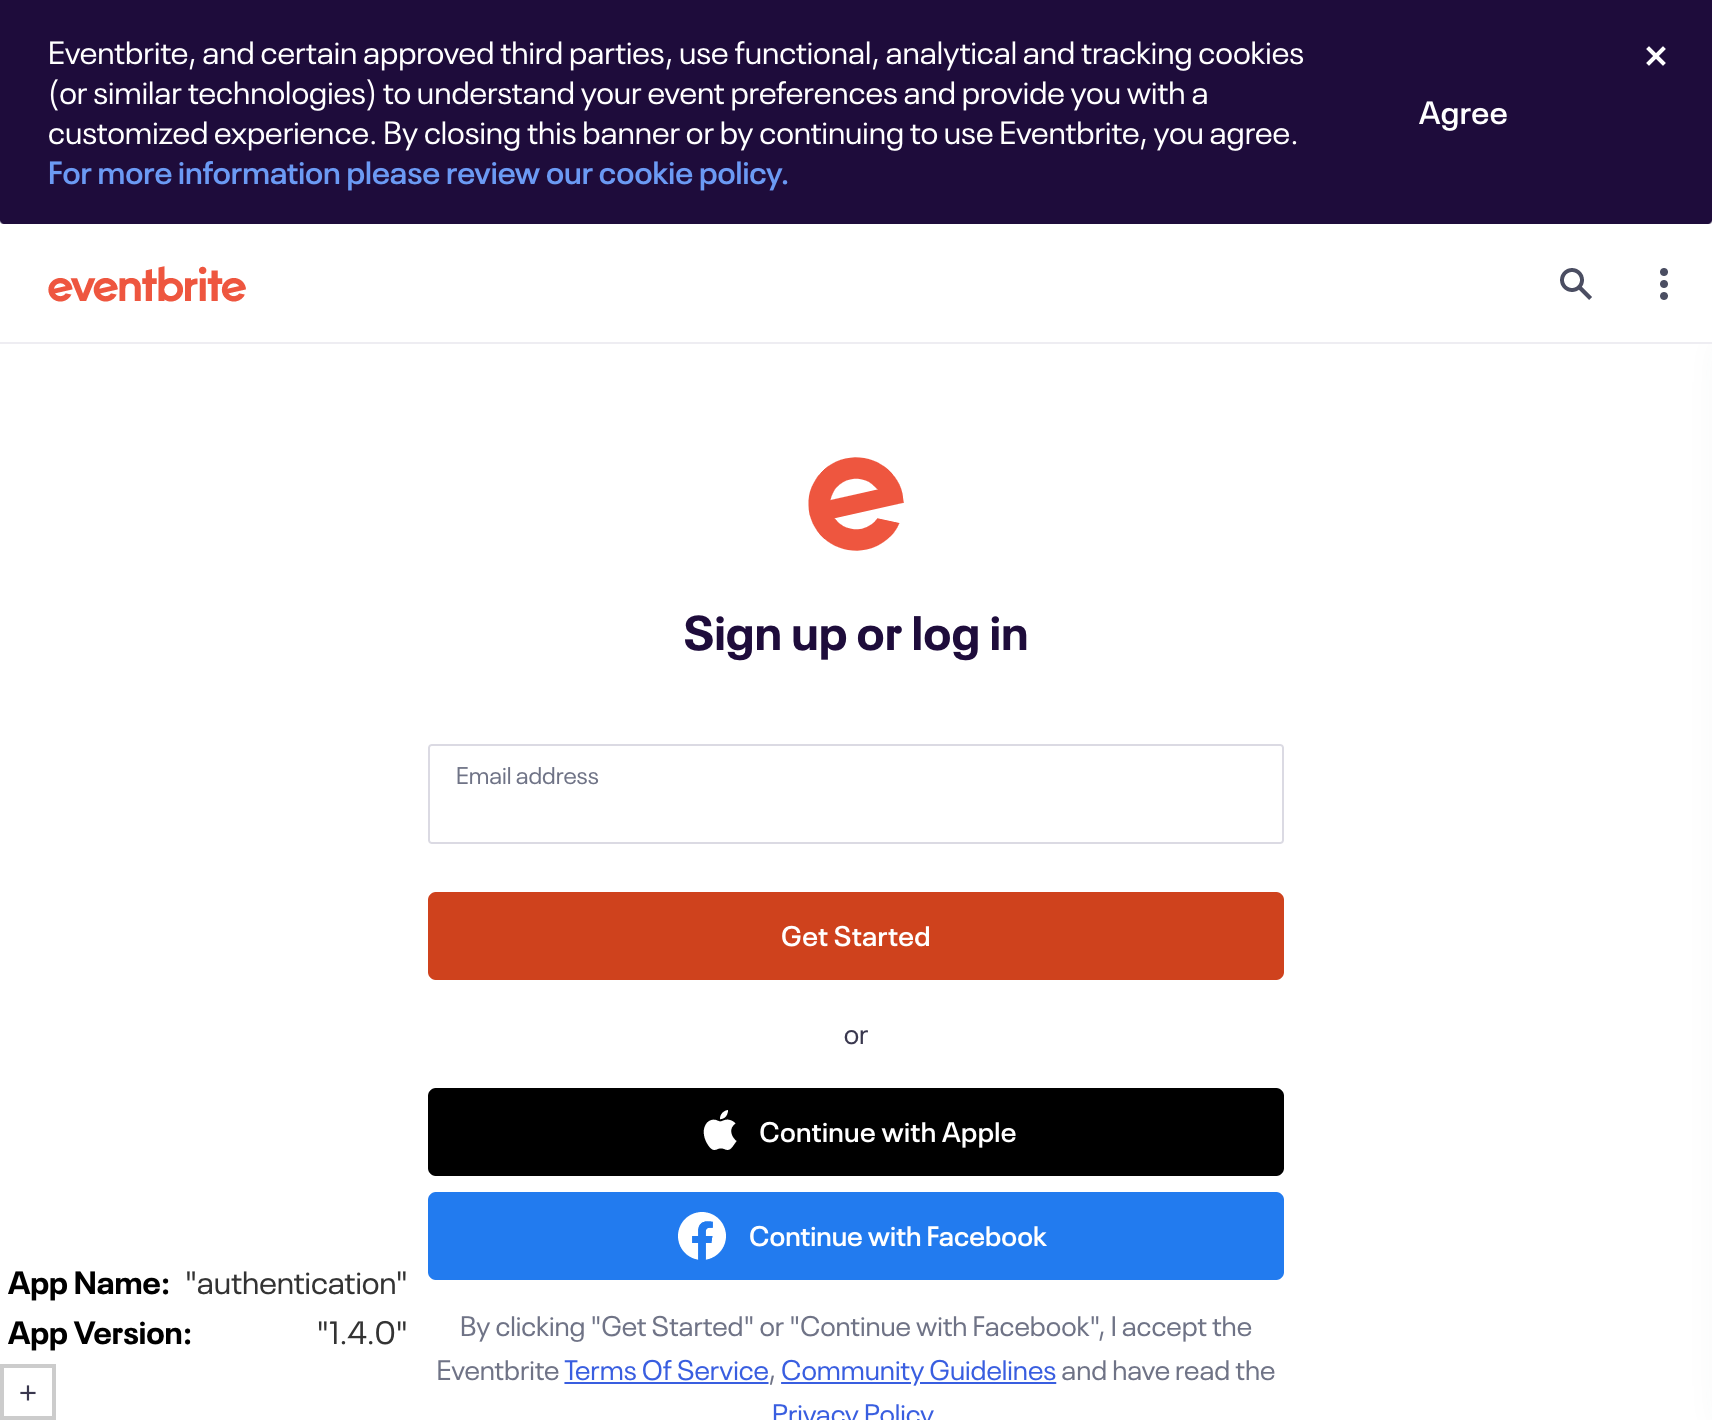 Eventbrite, and certain approved third parties, use functional, analytical and tracking cookies
(or similar technologies) to understand your event preferences and provide you with a
customized experience. By closing this banner or by continuing to use Eventbrite, you agree.
For more information please review our cookie policy.
Agree
eventbrite
Sign up or log in
Email address
Get Started
or
Continue with Apple
Continue with Facebook
App Name: "authentication"
App Version: "1.4.0"
By clicking "Get Started" or "Continue with Facebook", I accept the
Eventbrite Terms Of Service, Community Guidelines and have read the
Privacy Policy.
+